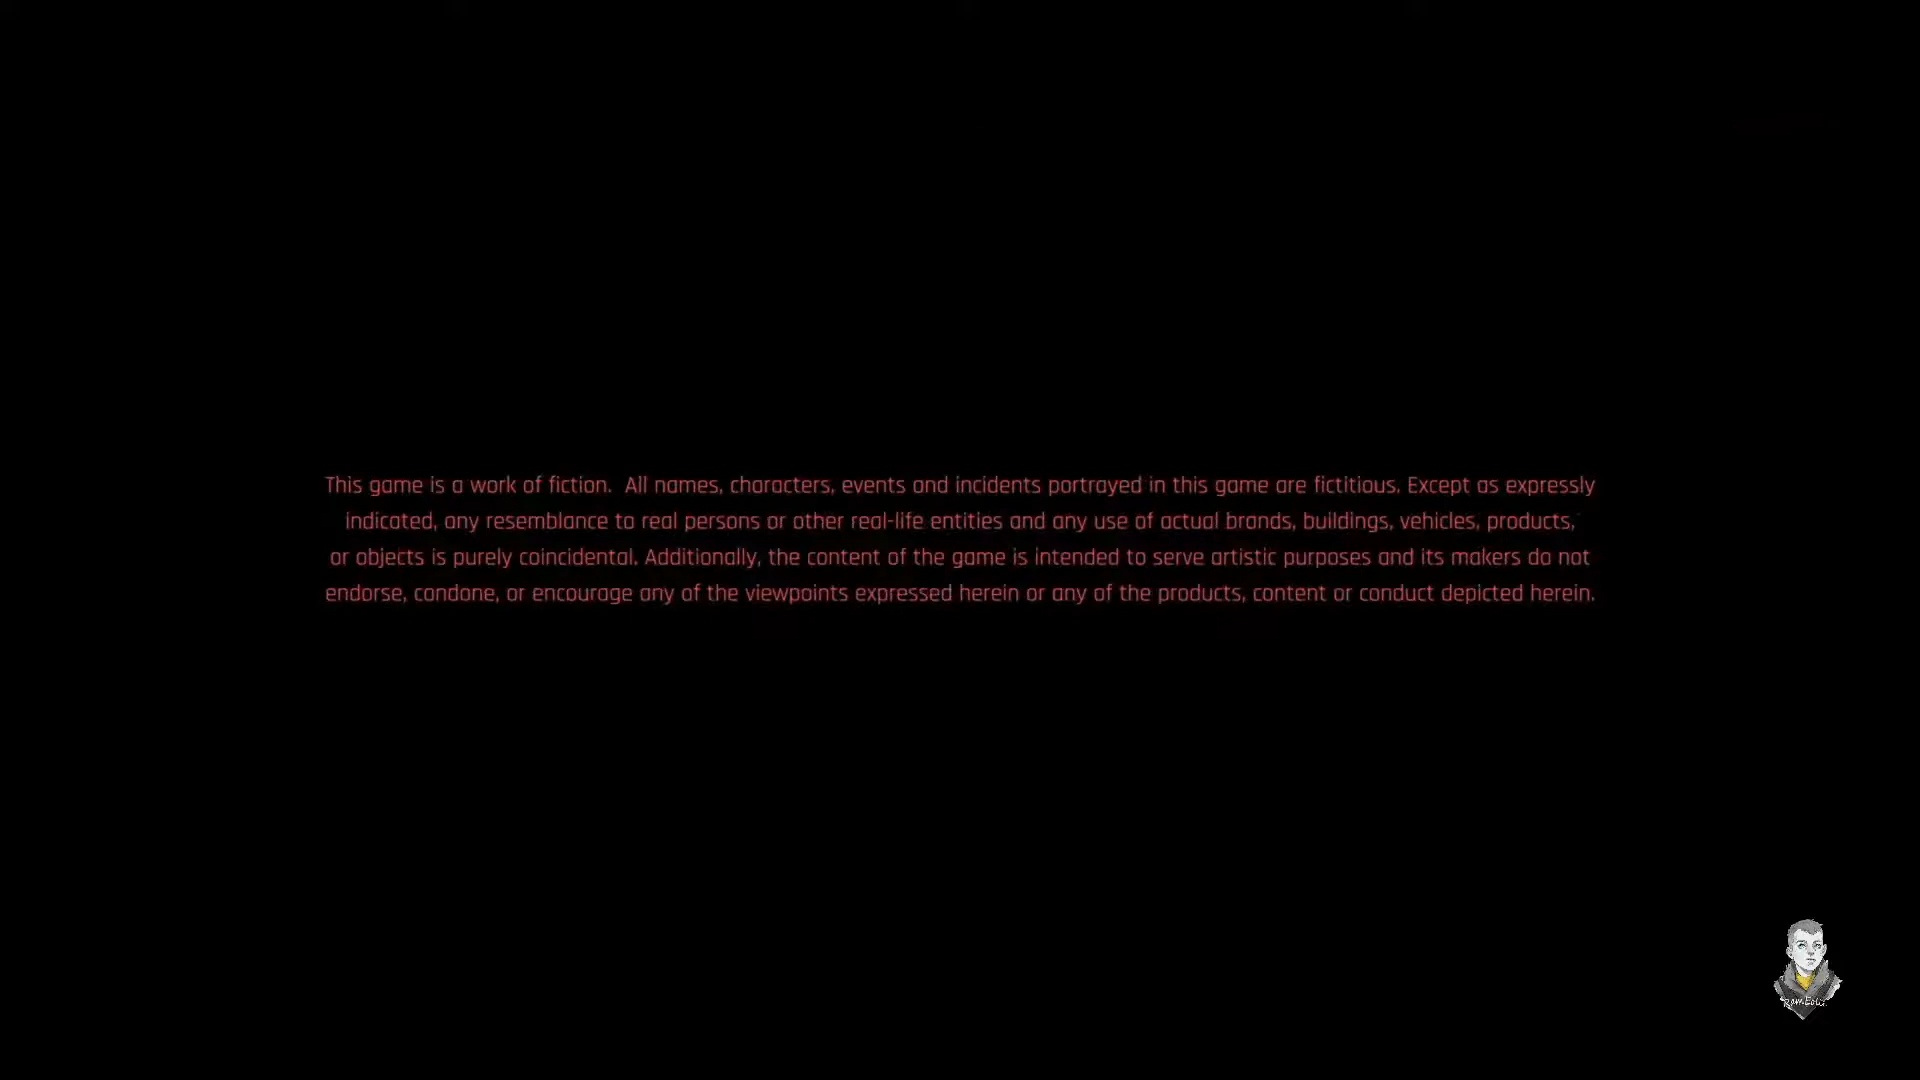 This game is a work of fiction.  All names, characters, events and incidents portrayed in this game are fictitious. Except as expressly
indicated, any resemblance to real persons or other real-life entities and any use of actual brands, buildings, vehicles, products,
or objects is purely coincidental. Additionally, the content of the game is intended to serve artistic purposes and its makers do not
endorse, condone, or encourage any of the viewpoints expressed herein or any of the products, content or conduct depicted herein.